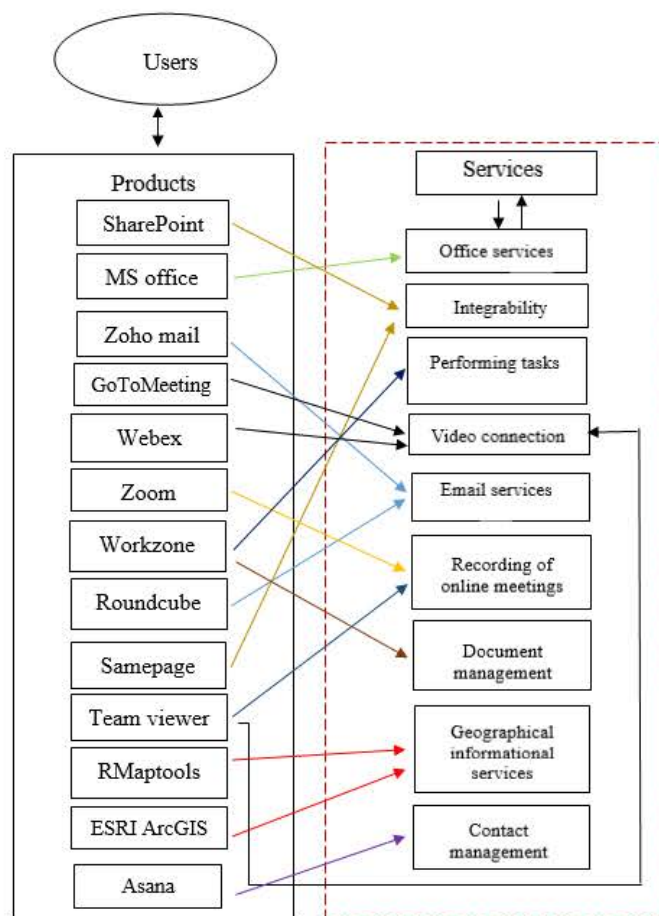 Users
Products
SharePoint
MS office
Zoho mail
GoToMeeting
Webex
Zoom
Workzone
Roundcube
Samepage
Team viewer
RMaptools
ESRI ArcGIS
Asana
Services
Office services
Integrability
Performing tasks
Video connection
Email services
Recording of
online meetings
Document
management
Geographical
informational
services
Contact
management